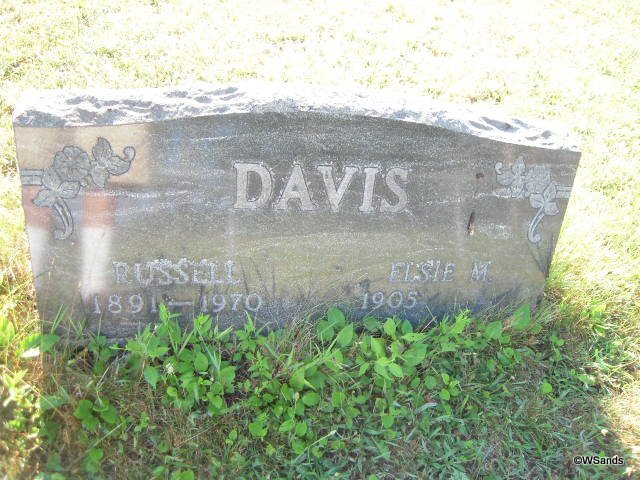 DAVIS
RUSSELL ELSIE M.
1891 — 1970 1905
©WSands